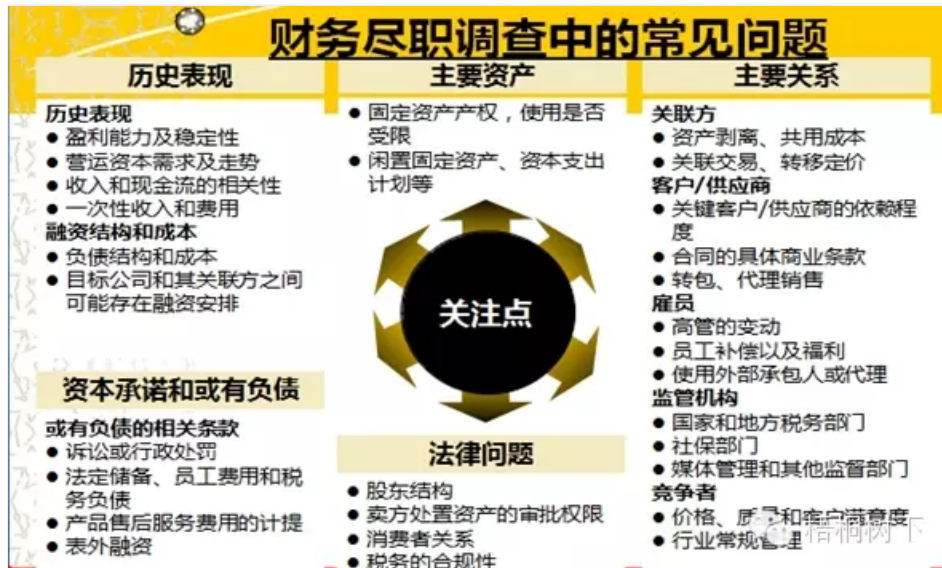 财务尽职调查中的常见问题
历史表现
历史表现
● 盈利能力及稳定性
● 营运资本需求及走势
● 收入和现金流的相关性
● 一次性收入和费用
融资结构和成本
● 负债结构和成本
● 目标公司和其关联方之间
可能存在融资安排
资本承诺和或有负债
或有负债的相关条款
● 诉讼或行政处罚
● 法定储备、员工费用和税
务负债
● 产品售后服务费用的计提
● 表外融资
主要资产
● 固定资产产权，使用是否
受限
● 闲置固定资产、资本支出
计划等
关注点
法律问题
● 股东结构
● 卖方处置资产的审批权限
● 消费者关系
● 税务的合规性
主要关系
关联方
● 资产剥离、共用成本
● 关联交易、转移定价
客户/供应商
● 关键客户/供应商的依赖程
度
● 合同的具体商业条款
● 转包、代理销售
雇员
● 高管的变动
● 员工补偿以及福利
● 使用外部承包人或代理
监管机构
● 国家和地方税务部门
● 社保部门
● 媒体管理和其他监督部门
竞争者
● 价格、质量和客户满意度
● 行业常规管理
梧桐树下